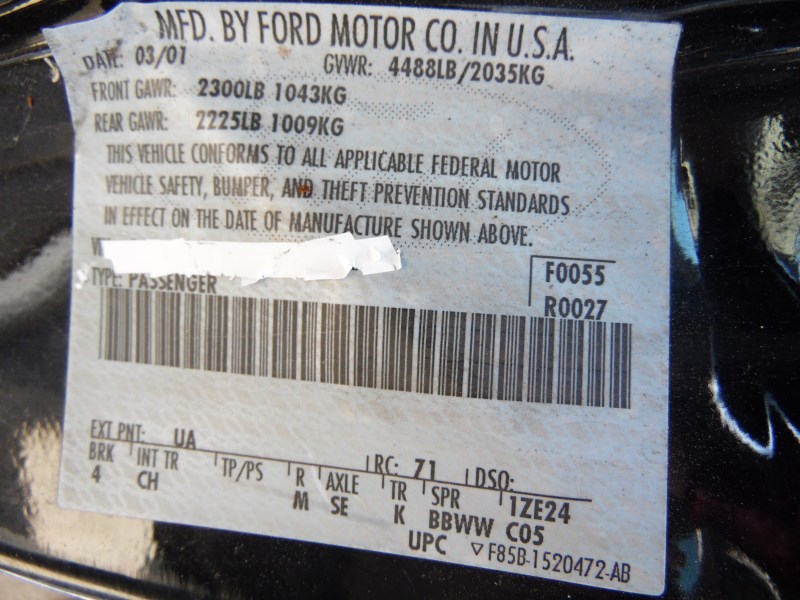 MFD. BY FORD MOTOR CO. IN U.S.A.
DATE: 03/01 GVWR: 4488LB/2035KG
FRONT GAWR: 2300LB 1043KG
REAR GAWR: 2225LB 1009KG
THIS VEHICLE CONFORMS TO ALL APPLICABLE FEDERAL MOTOR
VEHICLE SAFETY, BUMPER, AND THEFT PREVENTION STANDARDS
IN EFFECT ON THE DATE OF MANUFACTURE SHOWN ABOVE.
TYPE: PASSENGER
F0055
R0027
EXT PNT: UA RC: 71 DSO:
BRK INT TR TP/PS R AXLE TR SPR 1ZE24
4 CH M SE K BBWW C05
UPC ▽F85B-1520472-AB